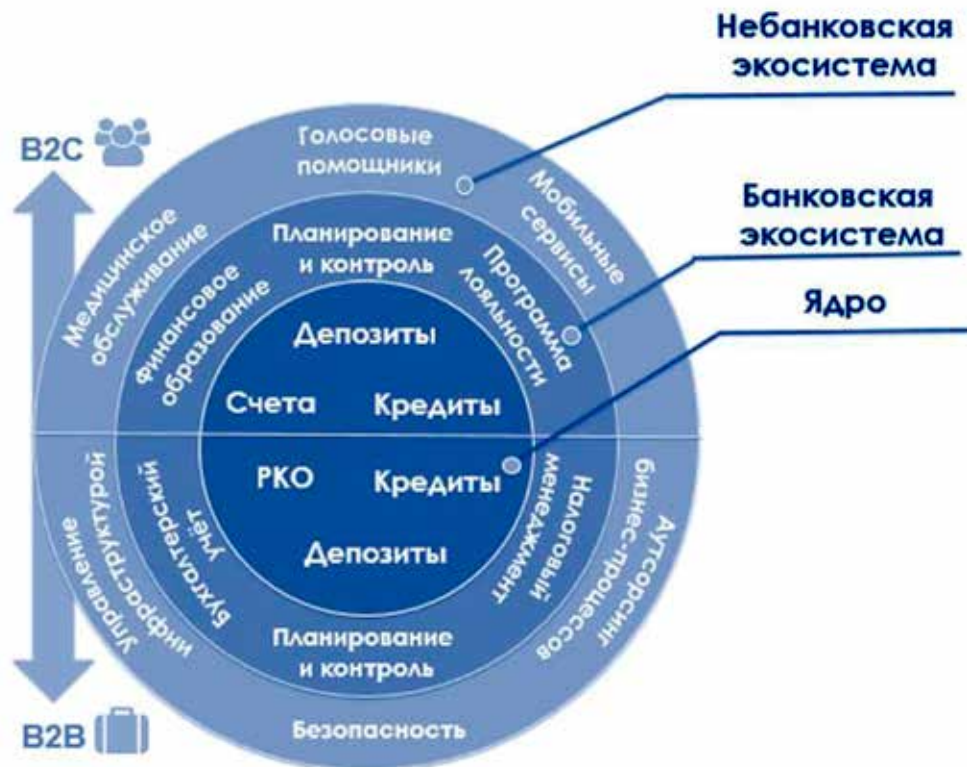 Небанковская
экосистема
B2C
Голосовые
помощники
Мобильные
сервисы
Медицинское
обслуживание
Банковская
экосистема
Планирование
и контроль
Программа
лояльности
Финансовое
образование
Ядро
Депозиты
Счета
Кредиты
РКО
Кредиты
Депозиты
Бухгалтерский
учёт
Налоговый
менеджмент
Управление
инфраструктурой
Аутсорсинг
бизнес-процессов
Планирование
и контроль
Безопасность
B2B